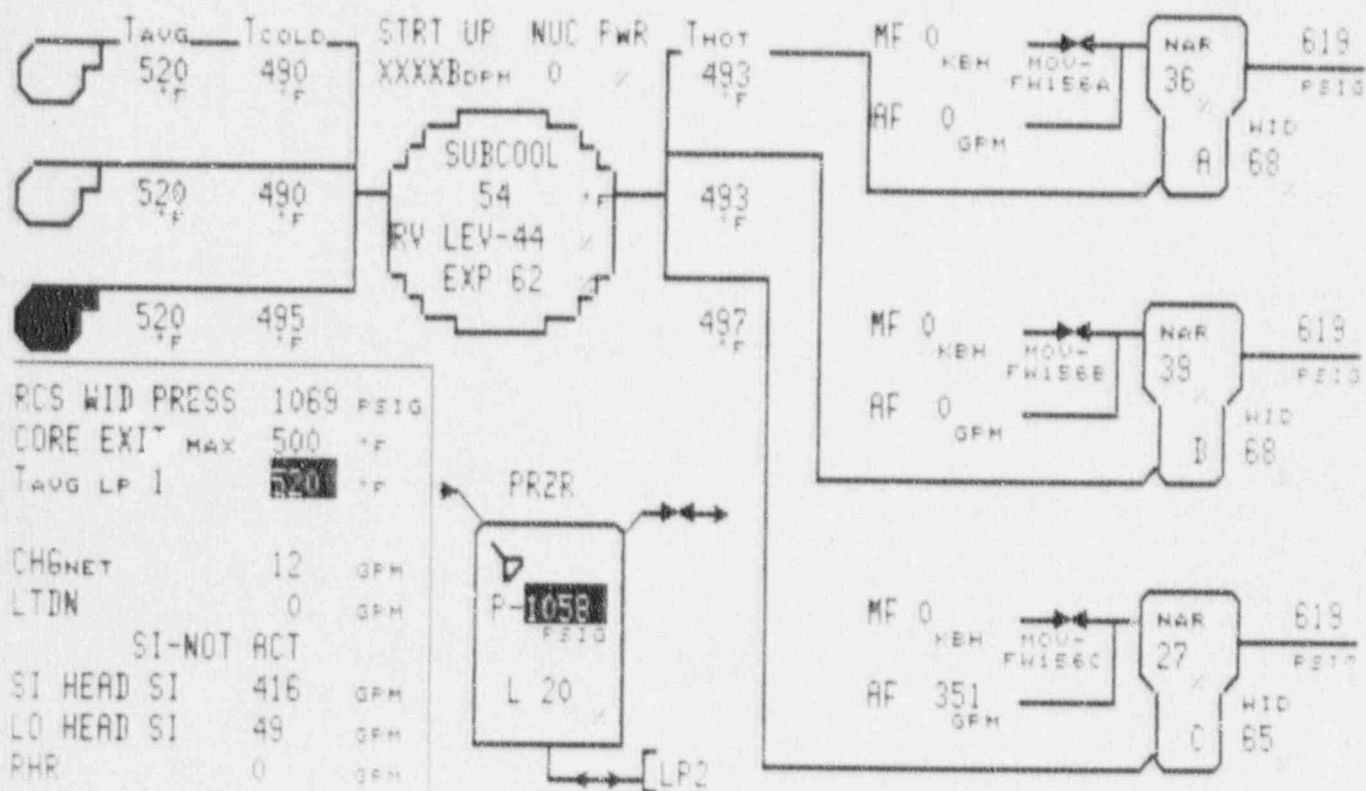 TAVG TCOLD STRT UP NUC PWR THOT
520 °F 490 °F XXXXB DPM 0 % 493 °F
SUBCOOL
54 °F
520 °F 490 °F 493 °F
RV LEV-44 %
EXP 62 %
520 °F 495 °F 497 °F
MF 0 KBH MOV-FW156A NAR 36 % 619 PSIG
AF 0 GPM A WID 68 %
MF 0 KBH MOV-FW156B NAR 39 % 619 PSIG
AF 0 GPM B WID 68 %
MF 0 KBH MOV-FW156C NAR 27 % 619 PSIG
AF 351 GPM C WID 65 %
RCS WID PRESS 1069 PSIG
CORE EXIT MAX 500 °F
TAVG LP 1 520 °F
CHGNET 12 GPM
LTDN 0 GPM
SI-NOT ACT
SI HEAD SI 416 GPM
LO HEAD SI 49 GPM
RHR 0 GPM
PRZR
P-1058
PSIG
L 20 %
LP2